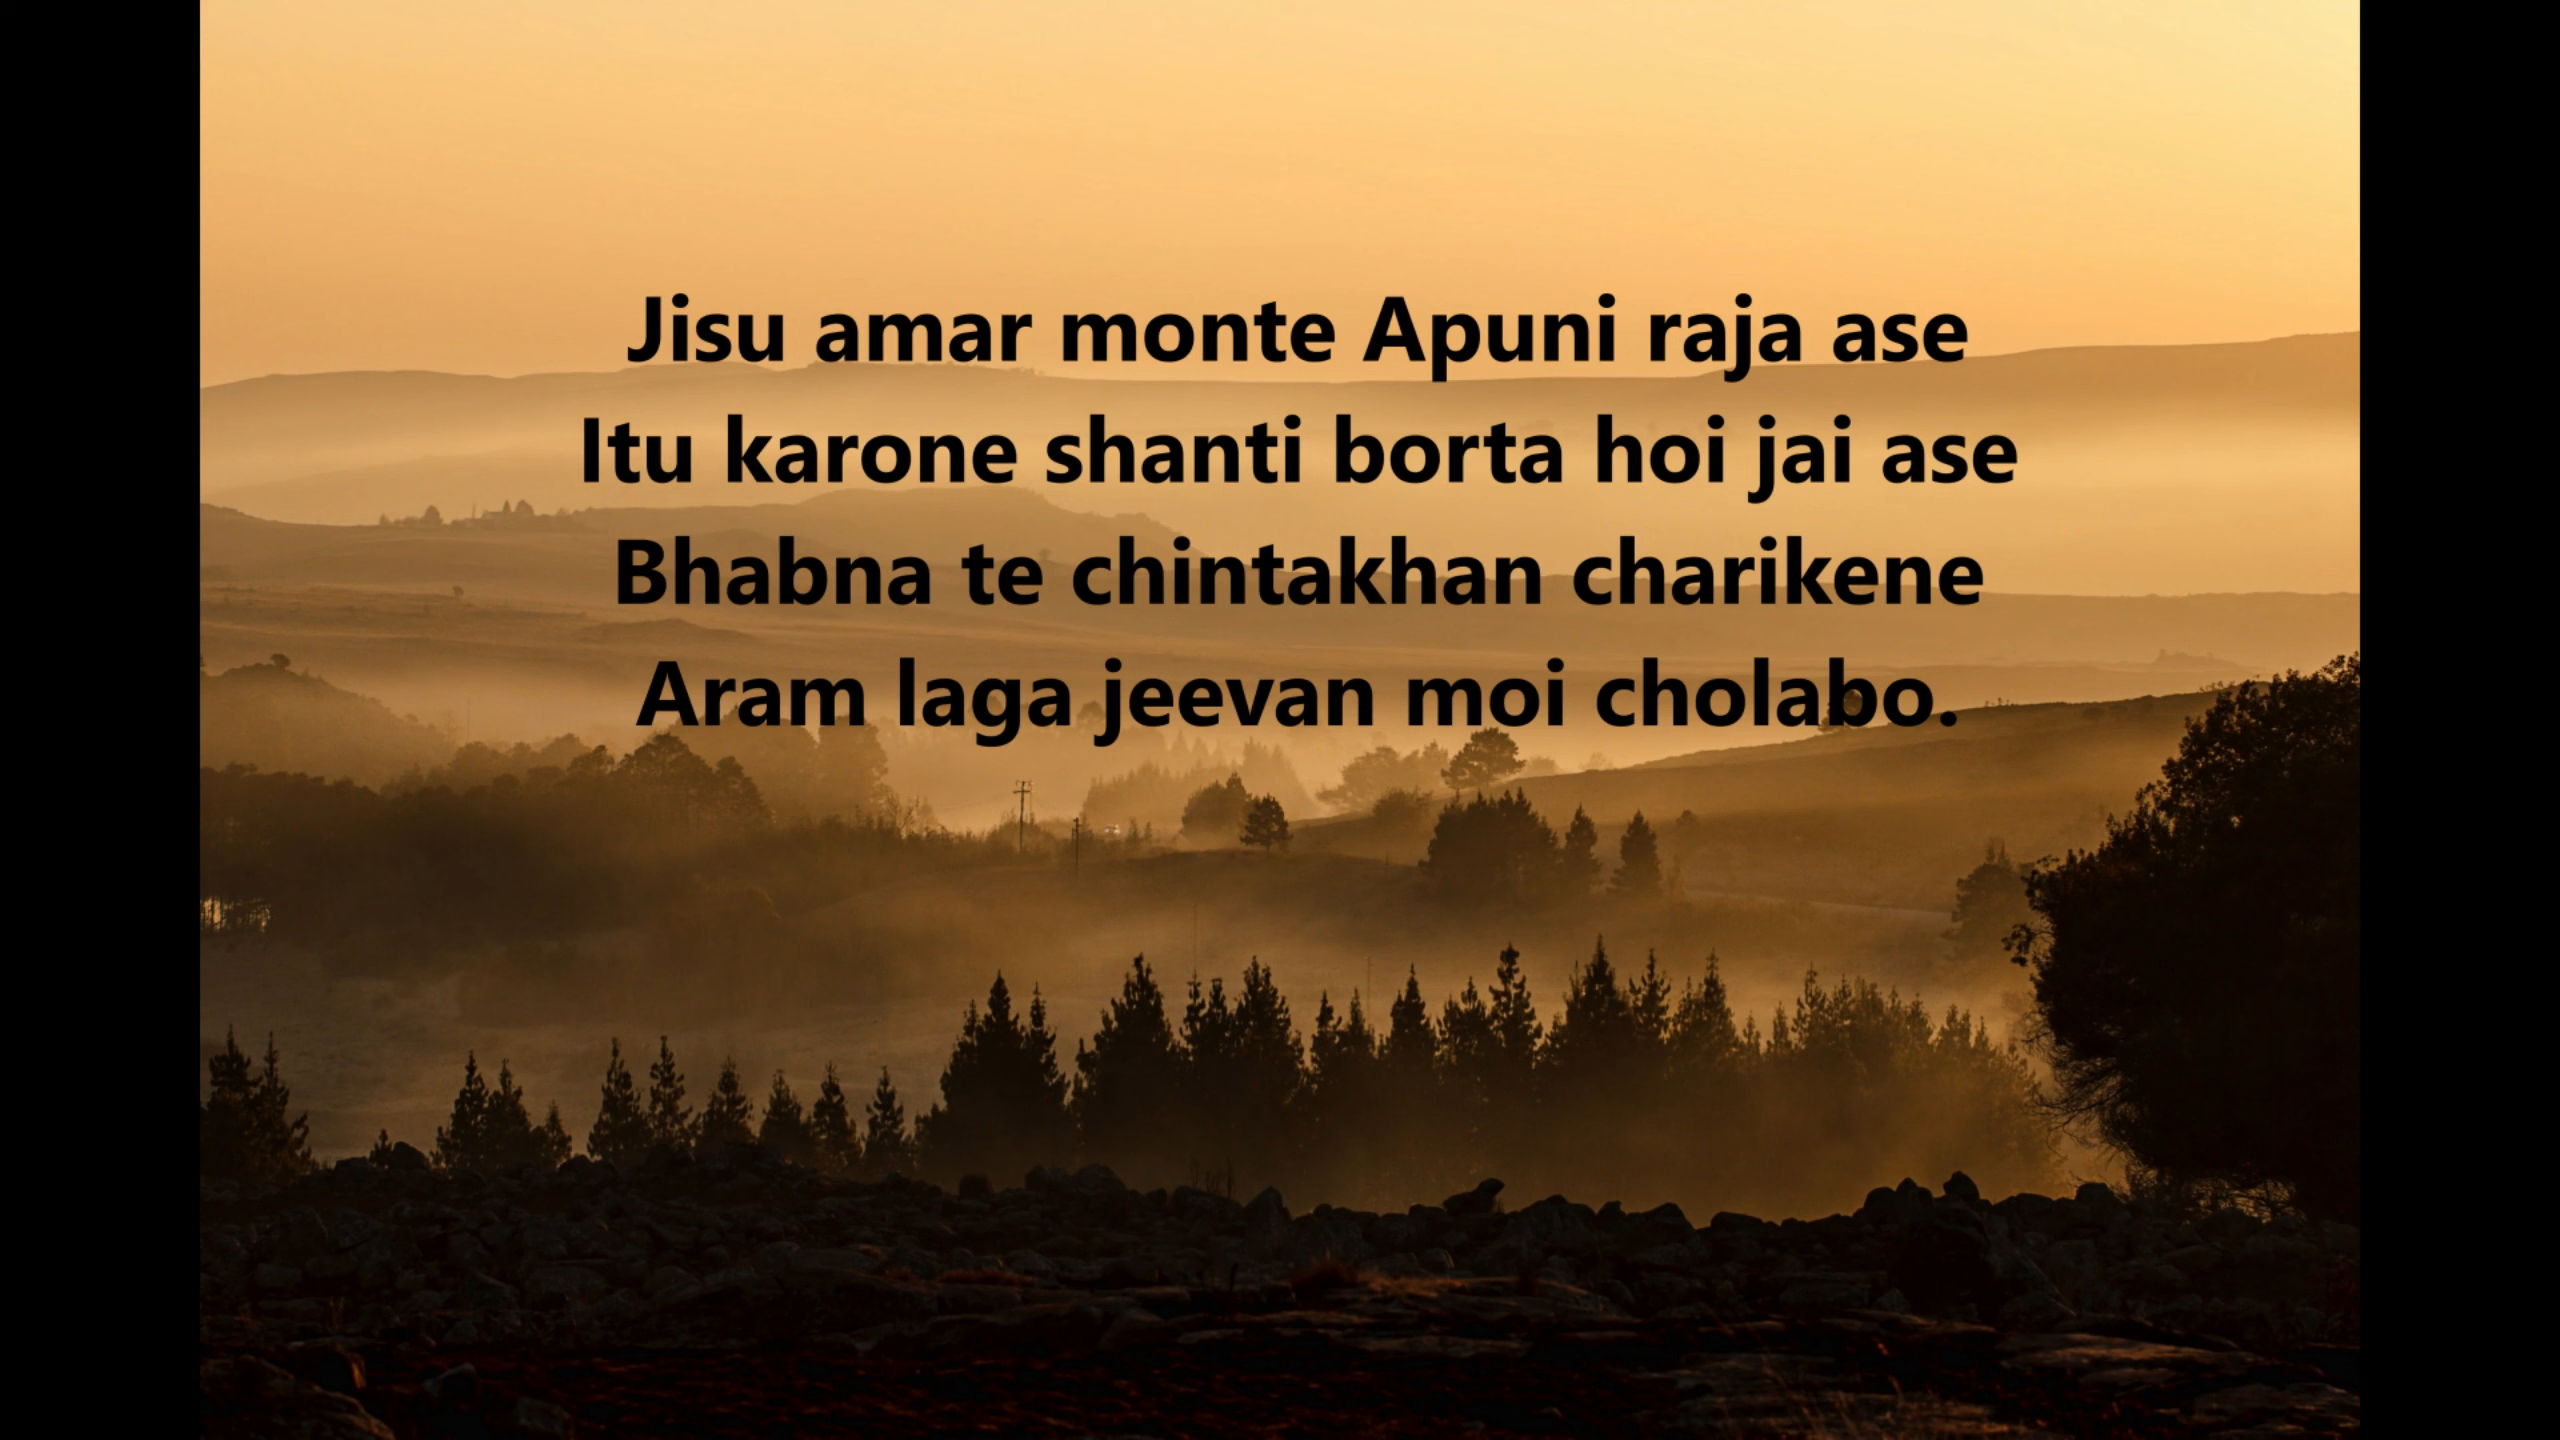 Jisu amar monte Apuni raja ase
Itu karone shanti borta hoi jai ase
Bhabna te chintakhan charikene
Aram laga jeevan moi cholabo.